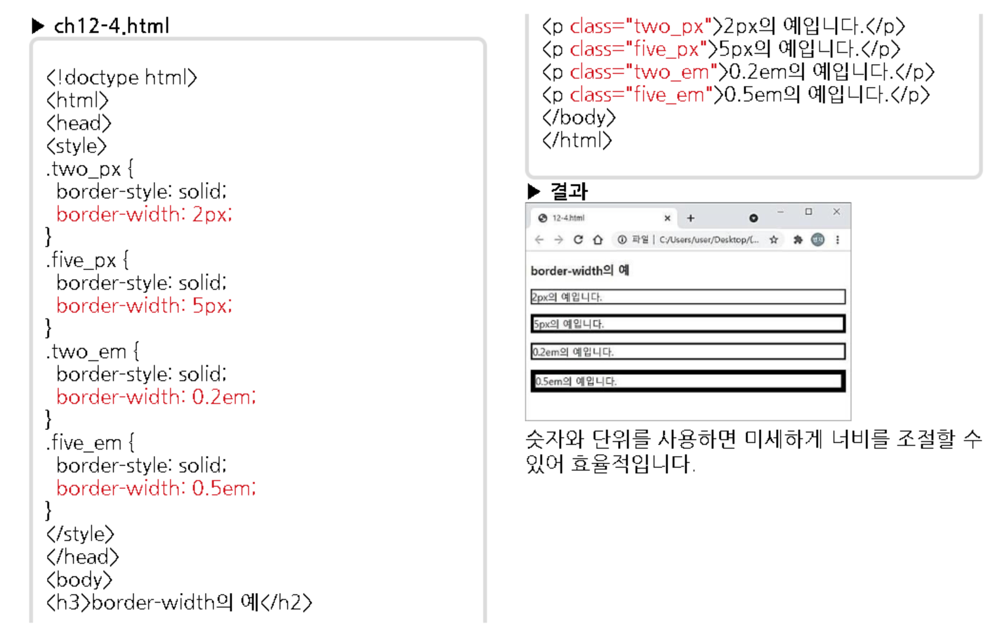 ▶ ch12-4.html
<!doctype html>
<html>
<head>
<style>
.two_px {
border-style: solid;
border-width: 2px;
}
.five_px {
border-style: solid;
border-width: 5px;
}
.two_em {
border-style: solid;
border-width: 0.2em;
}
.five_em {
border-style: solid;
border-width: 0.5em;
}
</style>
</head>
<body>
<h3>border-width의 예</h2>
<p class="two_px">2px의 예입니다.</p>
<p class="five_px">5px의 예입니다.</p>
<p class="two_em">0.2em의 예입니다.</p>
<p class="five_em">0.5em의 예입니다.</p>
</body>
</html>
▶ 결과
12-4.html
파일 | C:/Users/user/Desktop/(...
border-width의 예
2px의 예입니다.
5px의 예입니다.
0.2em의 예입니다.
0.5em의 예입니다.
숫자와 단위를 사용하면 미세하게 너비를 조절할 수
있어 효율적입니다.